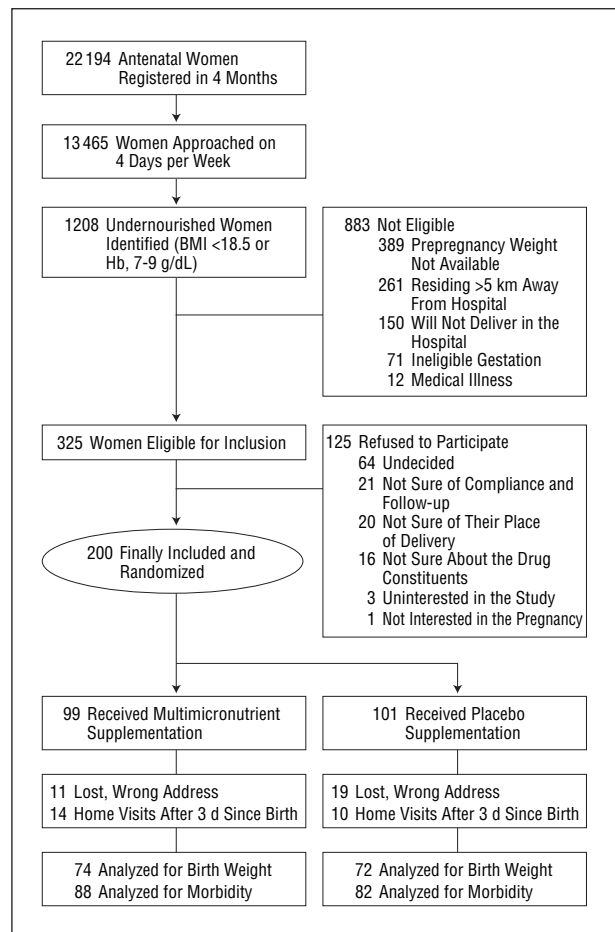 22 194 Antenatal Women
Registered in 4 Months
13 465 Women Approached on
4 Days per Week
1208 Undernourished Women
Identified (BMI <18.5 or
Hb, 7-9 g/dL)
883 Not Eligible
389 Prepregnancy Weight
Not Available
261 Residing >5 km Away
From Hospital
150 Will Not Deliver in the
Hospital
71 Ineligible Gestation
12 Medical Illness
325 Women Eligible for Inclusion
125 Refused to Participate
64 Undecided
21 Not Sure of Compliance and
Follow-up
20 Not Sure of Their Place
of Delivery
16 Not Sure About the Drug
Constituents
3 Uninterested in the Study
1 Not Interested in the Pregnancy
200 Finally Included and
Randomized
99 Received Multimicronutrient
Supplementation
101 Received Placebo
Supplementation
11 Lost, Wrong Address
14 Home Visits After 3 d Since Birth
19 Lost, Wrong Address
10 Home Visits After 3 d Since Birth
74 Analyzed for Birth Weight
88 Analyzed for Morbidity
72 Analyzed for Birth Weight
82 Analyzed for Morbidity